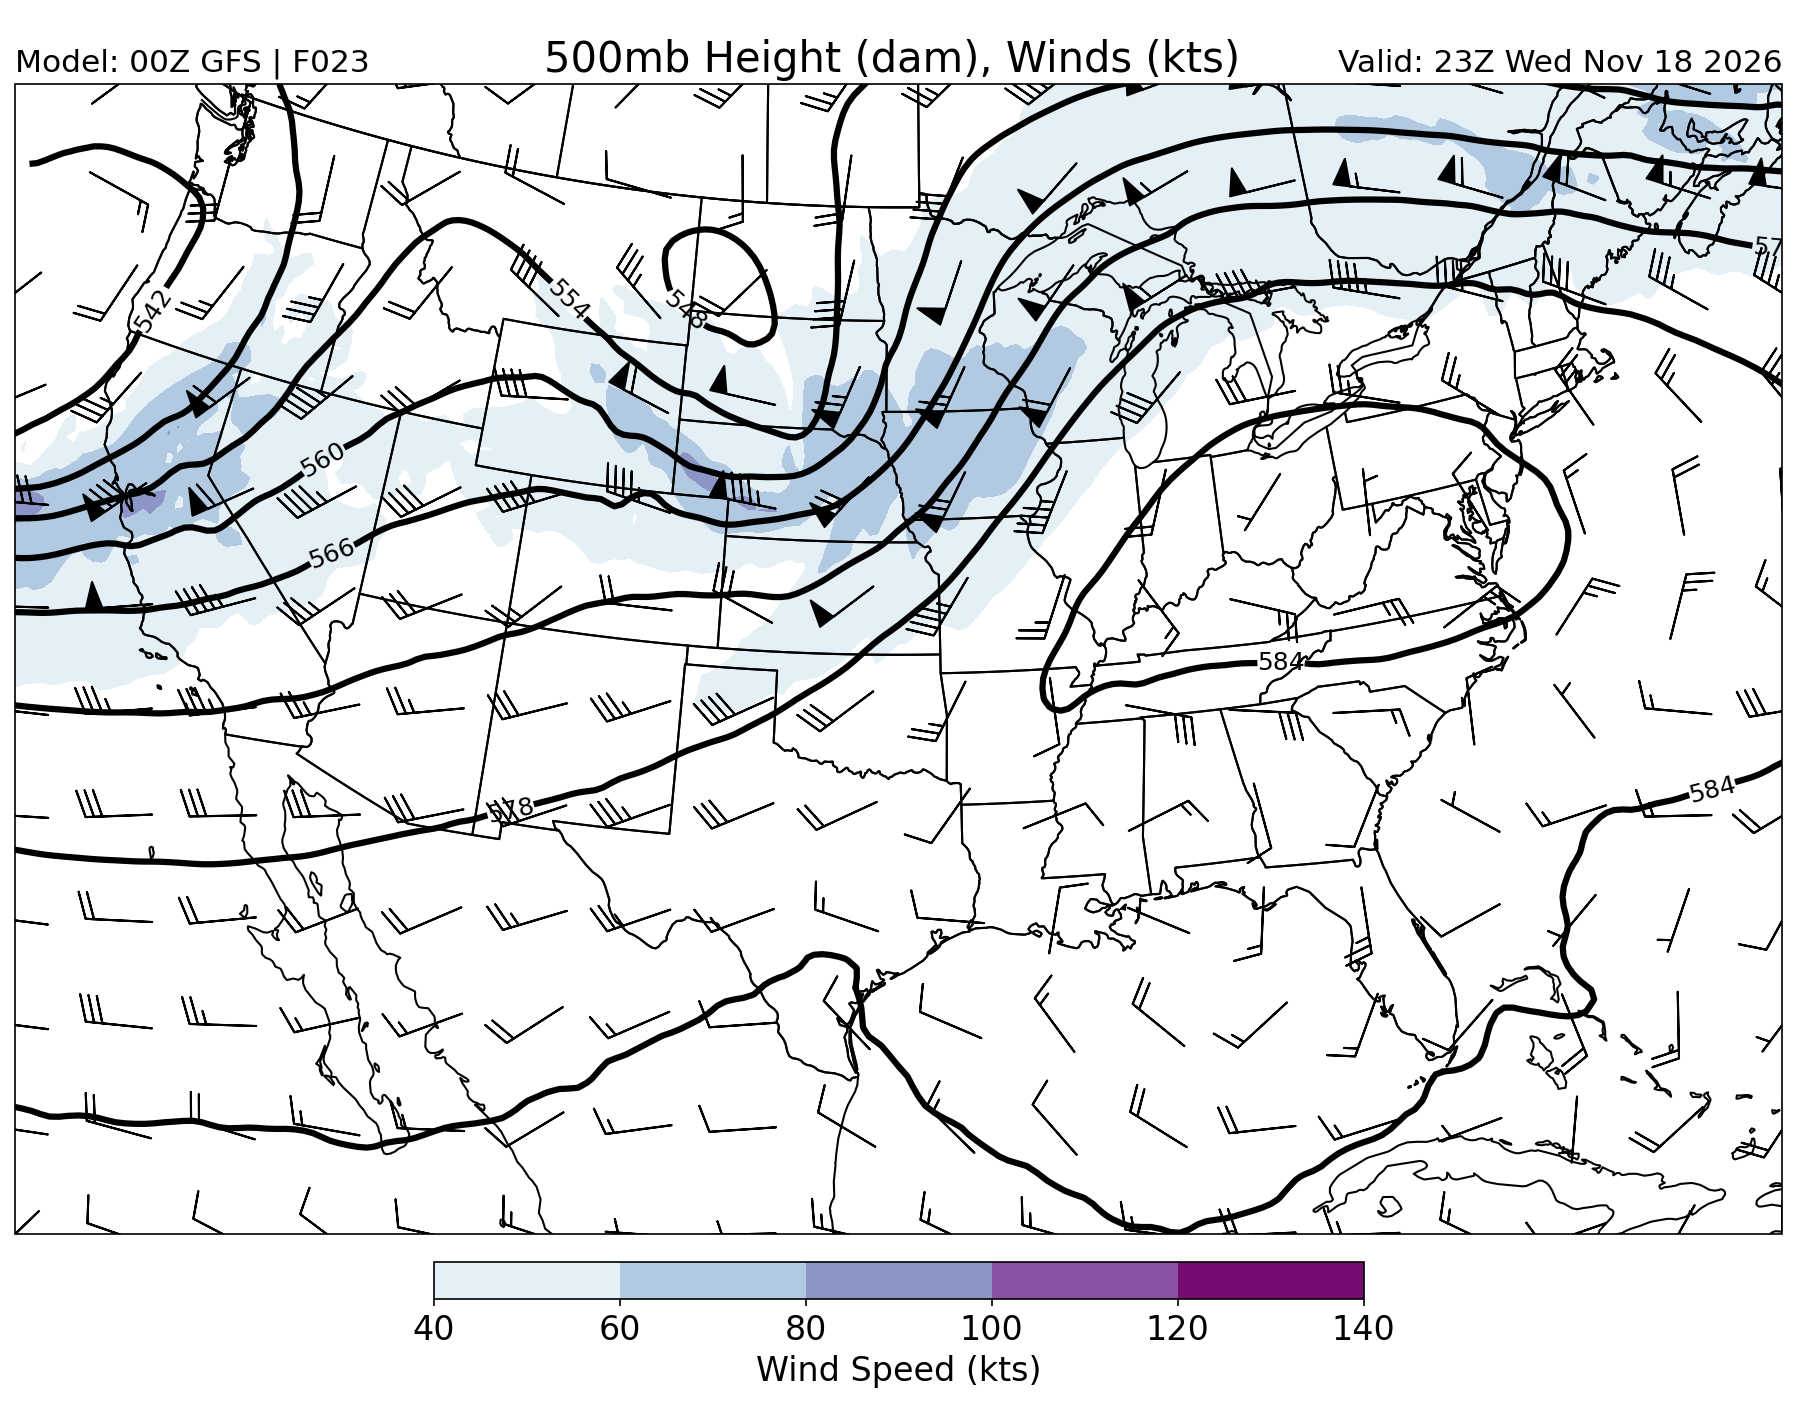 Model: 00Z GFS | F023
500mb Height (dam), Winds (kts)
Valid: 23Z Wed Nov 18 2026
57
542
554
548
560
566
584
578
584
40 60 80 100 120 140
Wind Speed (kts)